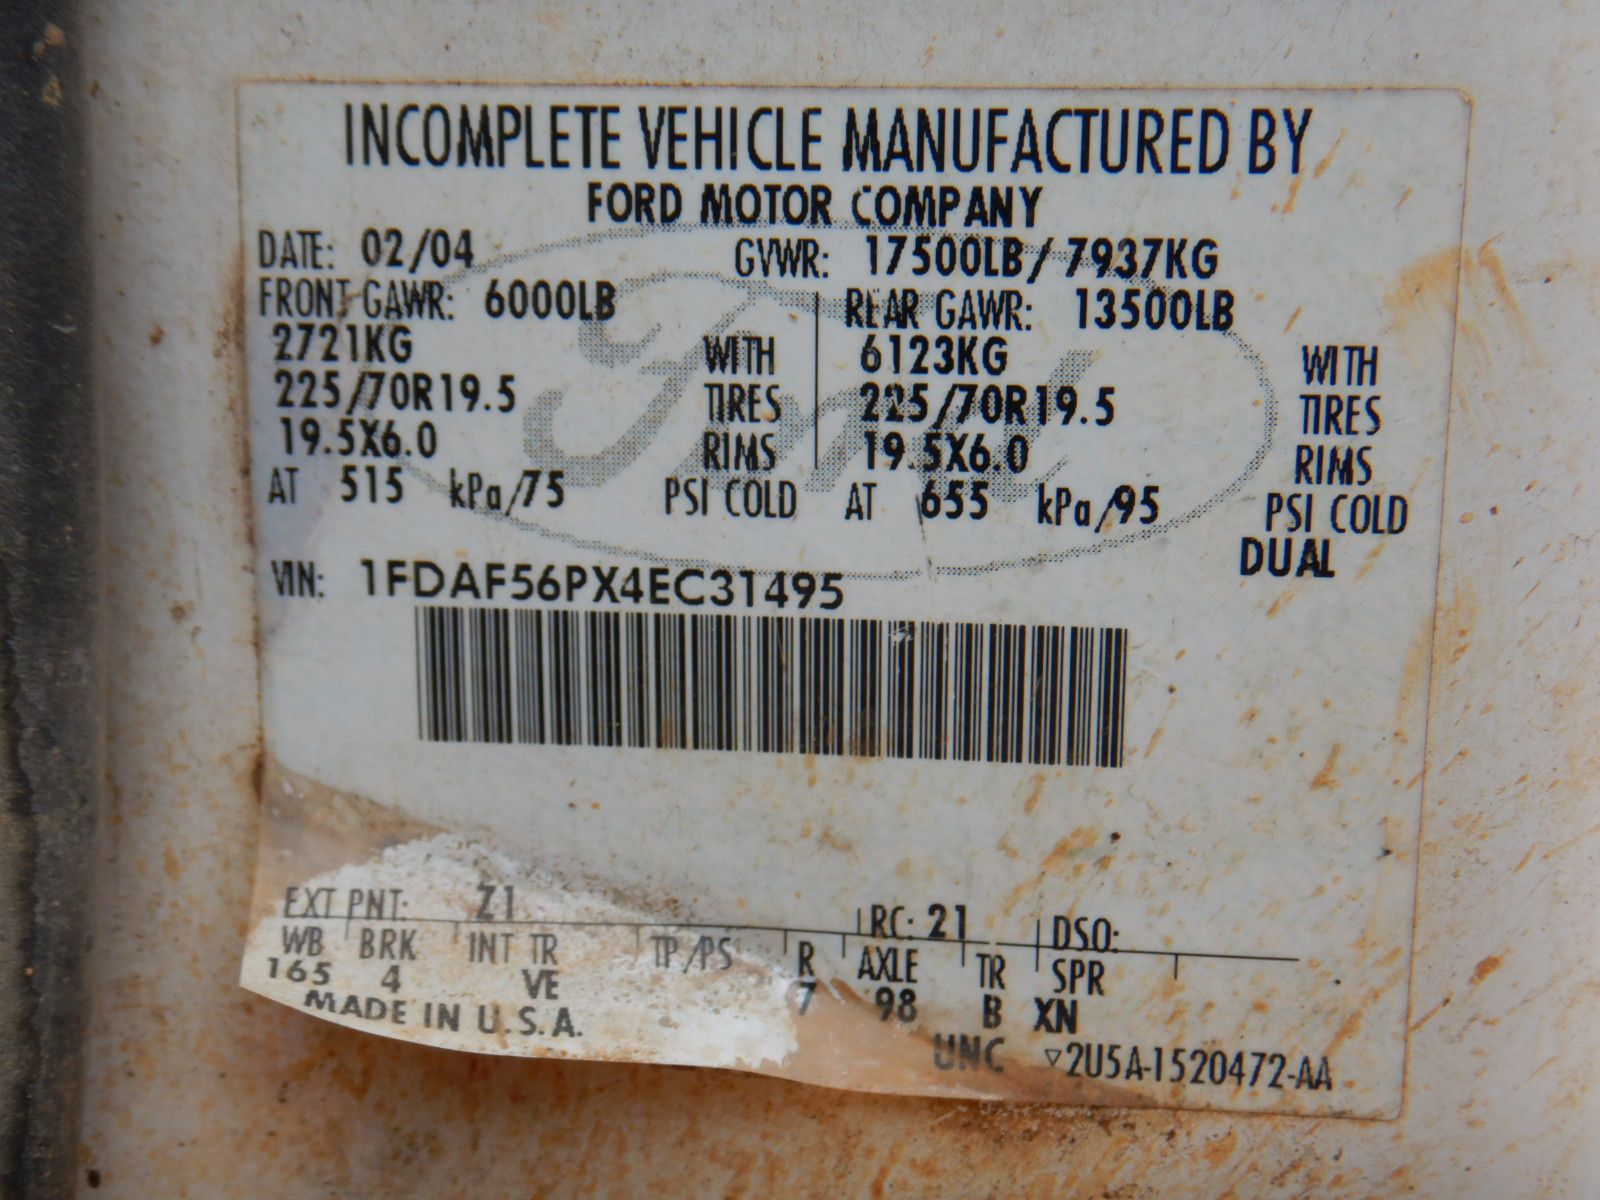 INCOMPLETE VEHICLE MANUFACTURED BY
FORD MOTOR COMPANY
DATE: 02/04 GVWR: 17500LB/7937KG
FRONT GAWR: 6000LB REAR GAWR: 13500LB
2721KG WITH 6123KG WITH
225/70R19.5 TIRES 225/70R19.5 TIRES
19.5X6.0 RIMS 19.5X6.0 RIMS
AT 515 kPa/75 PSI COLD AT 655 kPa/95 PSI COLD
DUAL
Ford
VIN: 1FDAF56PX4EC31495
EXT PNT: Z1 RC: 21 DSO:
WB BRK INT TR TP/PS R AXLE TR SPR
165 4 VE 7 98 B XN
MADE IN U.S.A.
UNC ▽2U5A-1520472-AA